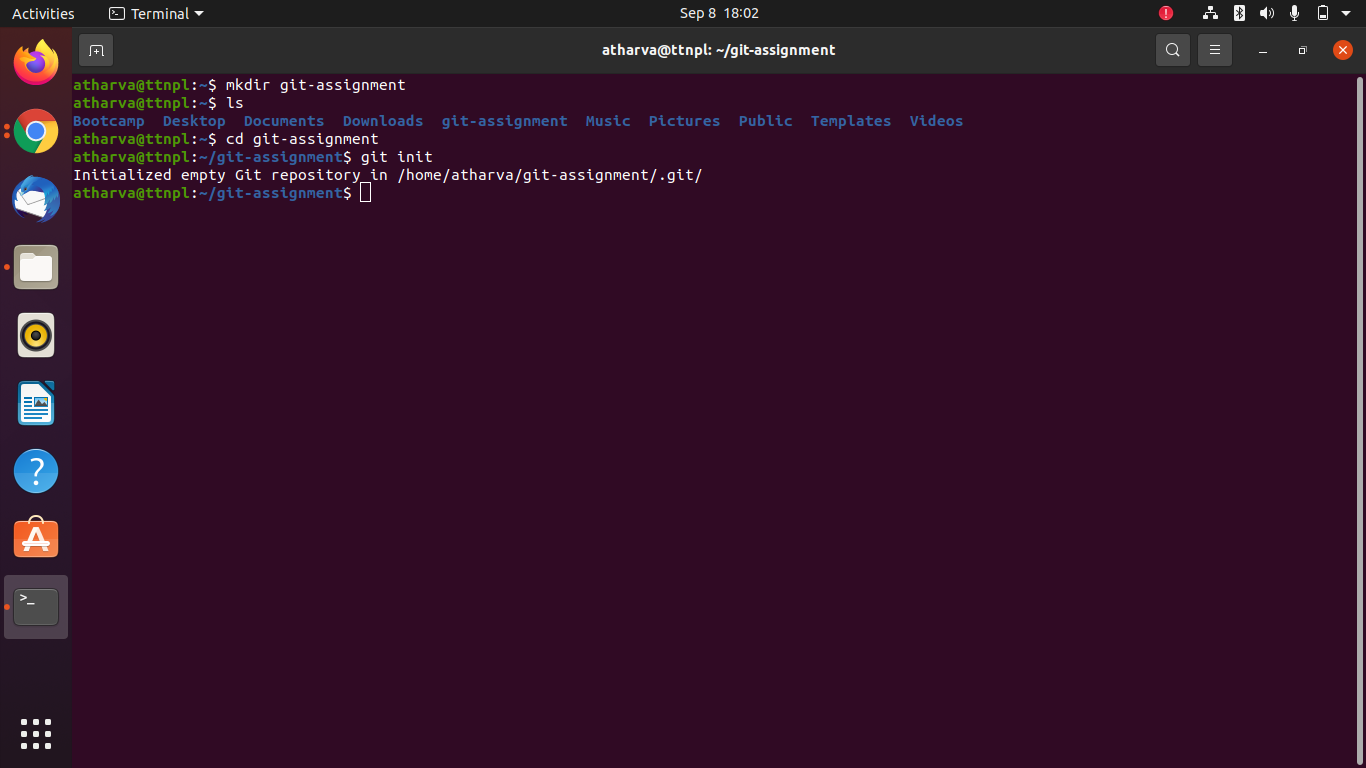 Activities Terminal Sep 8 18:02
atharva@ttnpl: ~/git-assignment
atharva@ttnpl:~$ mkdir git-assignment
atharva@ttnpl:~$ ls
Bootcamp Desktop Documents Downloads git-assignment Music Pictures Public Templates Videos
atharva@ttnpl:~$ cd git-assignment
atharva@ttnpl:~/git-assignment$ git init
Initialized empty Git repository in /home/atharva/git-assignment/.git/
atharva@ttnpl:~/git-assignment$